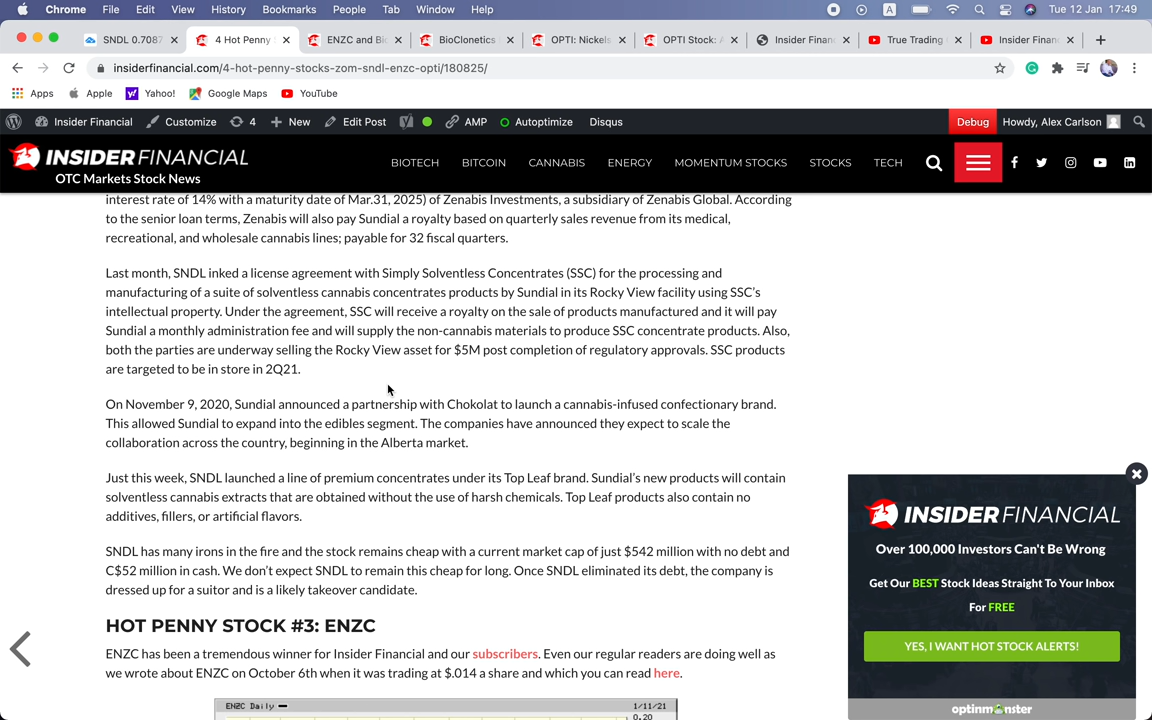 Chrome File Edit View History Bookmarks People Tab Window Help A Tue 12 Jan 17:49
SNDL 0.7087 4 Hot Penny ENZC and Bio BioClonetics OPTI: Nickels OPTI Stock: A Insider Finan True Trading Insider Finan
insiderfinancial.com/4-hot-penny-stocks-zom-sndl-enzc-opti/180825/
Apps Apple Yahoo! Google Maps YouTube
Insider Financial Customize 4 New Edit Post AMP Autoptimize Disqus Debug Howdy, Alex Carlson
INSIDERFINANCIAL
OTC Markets Stock News
BIOTECH BITCOIN CANNABIS ENERGY MOMENTUM STOCKS STOCKS TECH
interest rate of 14% with a maturity date of Mar.31, 2025) of Zenabis Investments, a subsidiary of Zenabis Global. According
to the senior loan terms, Zenabis will also pay Sundial a royalty based on quarterly sales revenue from its medical,
recreational, and wholesale cannabis lines; payable for 32 fiscal quarters.
Last month, SNDL inked a license agreement with Simply Solventless Concentrates (SSC) for the processing and
manufacturing of a suite of solventless cannabis concentrates products by Sundial in its Rocky View facility using SSC's
intellectual property. Under the agreement, SSC will receive a royalty on the sale of products manufactured and it will pay
Sundial a monthly administration fee and will supply the non-cannabis materials to produce SSC concentrate products. Also,
both the parties are underway selling the Rocky View asset for $5M post completion of regulatory approvals. SSC products
are targeted to be in store in 2Q21.
On November 9, 2020, Sundial announced a partnership with Chokolat to launch a cannabis-infused confectionary brand.
This allowed Sundial to expand into the edibles segment. The companies have announced they expect to scale the
collaboration across the country, beginning in the Alberta market.
Just this week, SNDL launched a line of premium concentrates under its Top Leaf brand. Sundial's new products will contain
solventless cannabis extracts that are obtained without the use of harsh chemicals. Top Leaf products also contain no
additives, fillers, or artificial flavors.
SNDL has many irons in the fire and the stock remains cheap with a current market cap of just $542 million with no debt and
C$52 million in cash. We don't expect SNDL to remain this cheap for long. Once SNDL eliminated its debt, the company is
dressed up for a suitor and is a likely takeover candidate.
HOT PENNY STOCK #3: ENZC
ENZC has been a tremendous winner for Insider Financial and our subscribers. Even our regular readers are doing well as
we wrote about ENZC on October 6th when it was trading at $.014 a share and which you can read here.
ENZC Daily 1/11/21
0.20
INSIDERFINANCIAL
Over 100,000 Investors Can't Be Wrong
Get Our BEST Stock Ideas Straight To Your Inbox
For FREE
YES, I WANT HOT STOCK ALERTS!
optinmonster